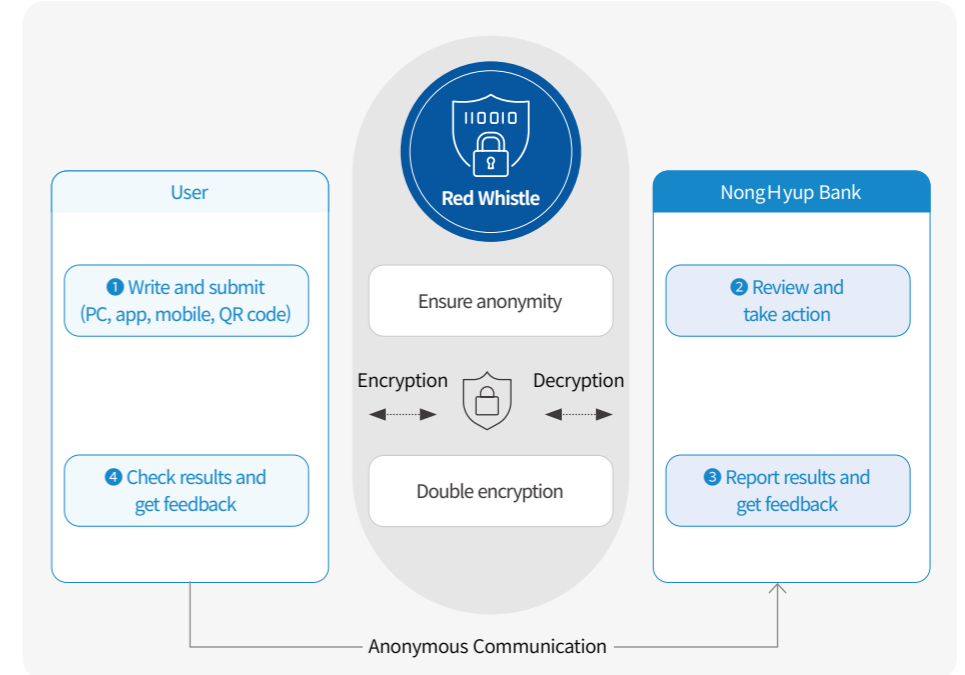 110010
Red Whistle
User
❶ Write and submit
(PC, app, mobile, QR code)
❹ Check results and
get feedback
Ensure anonymity
Encryption
Decryption
Double encryption
NongHyup Bank
❷ Review and
take action
❸ Report results and
get feedback
Anonymous Communication